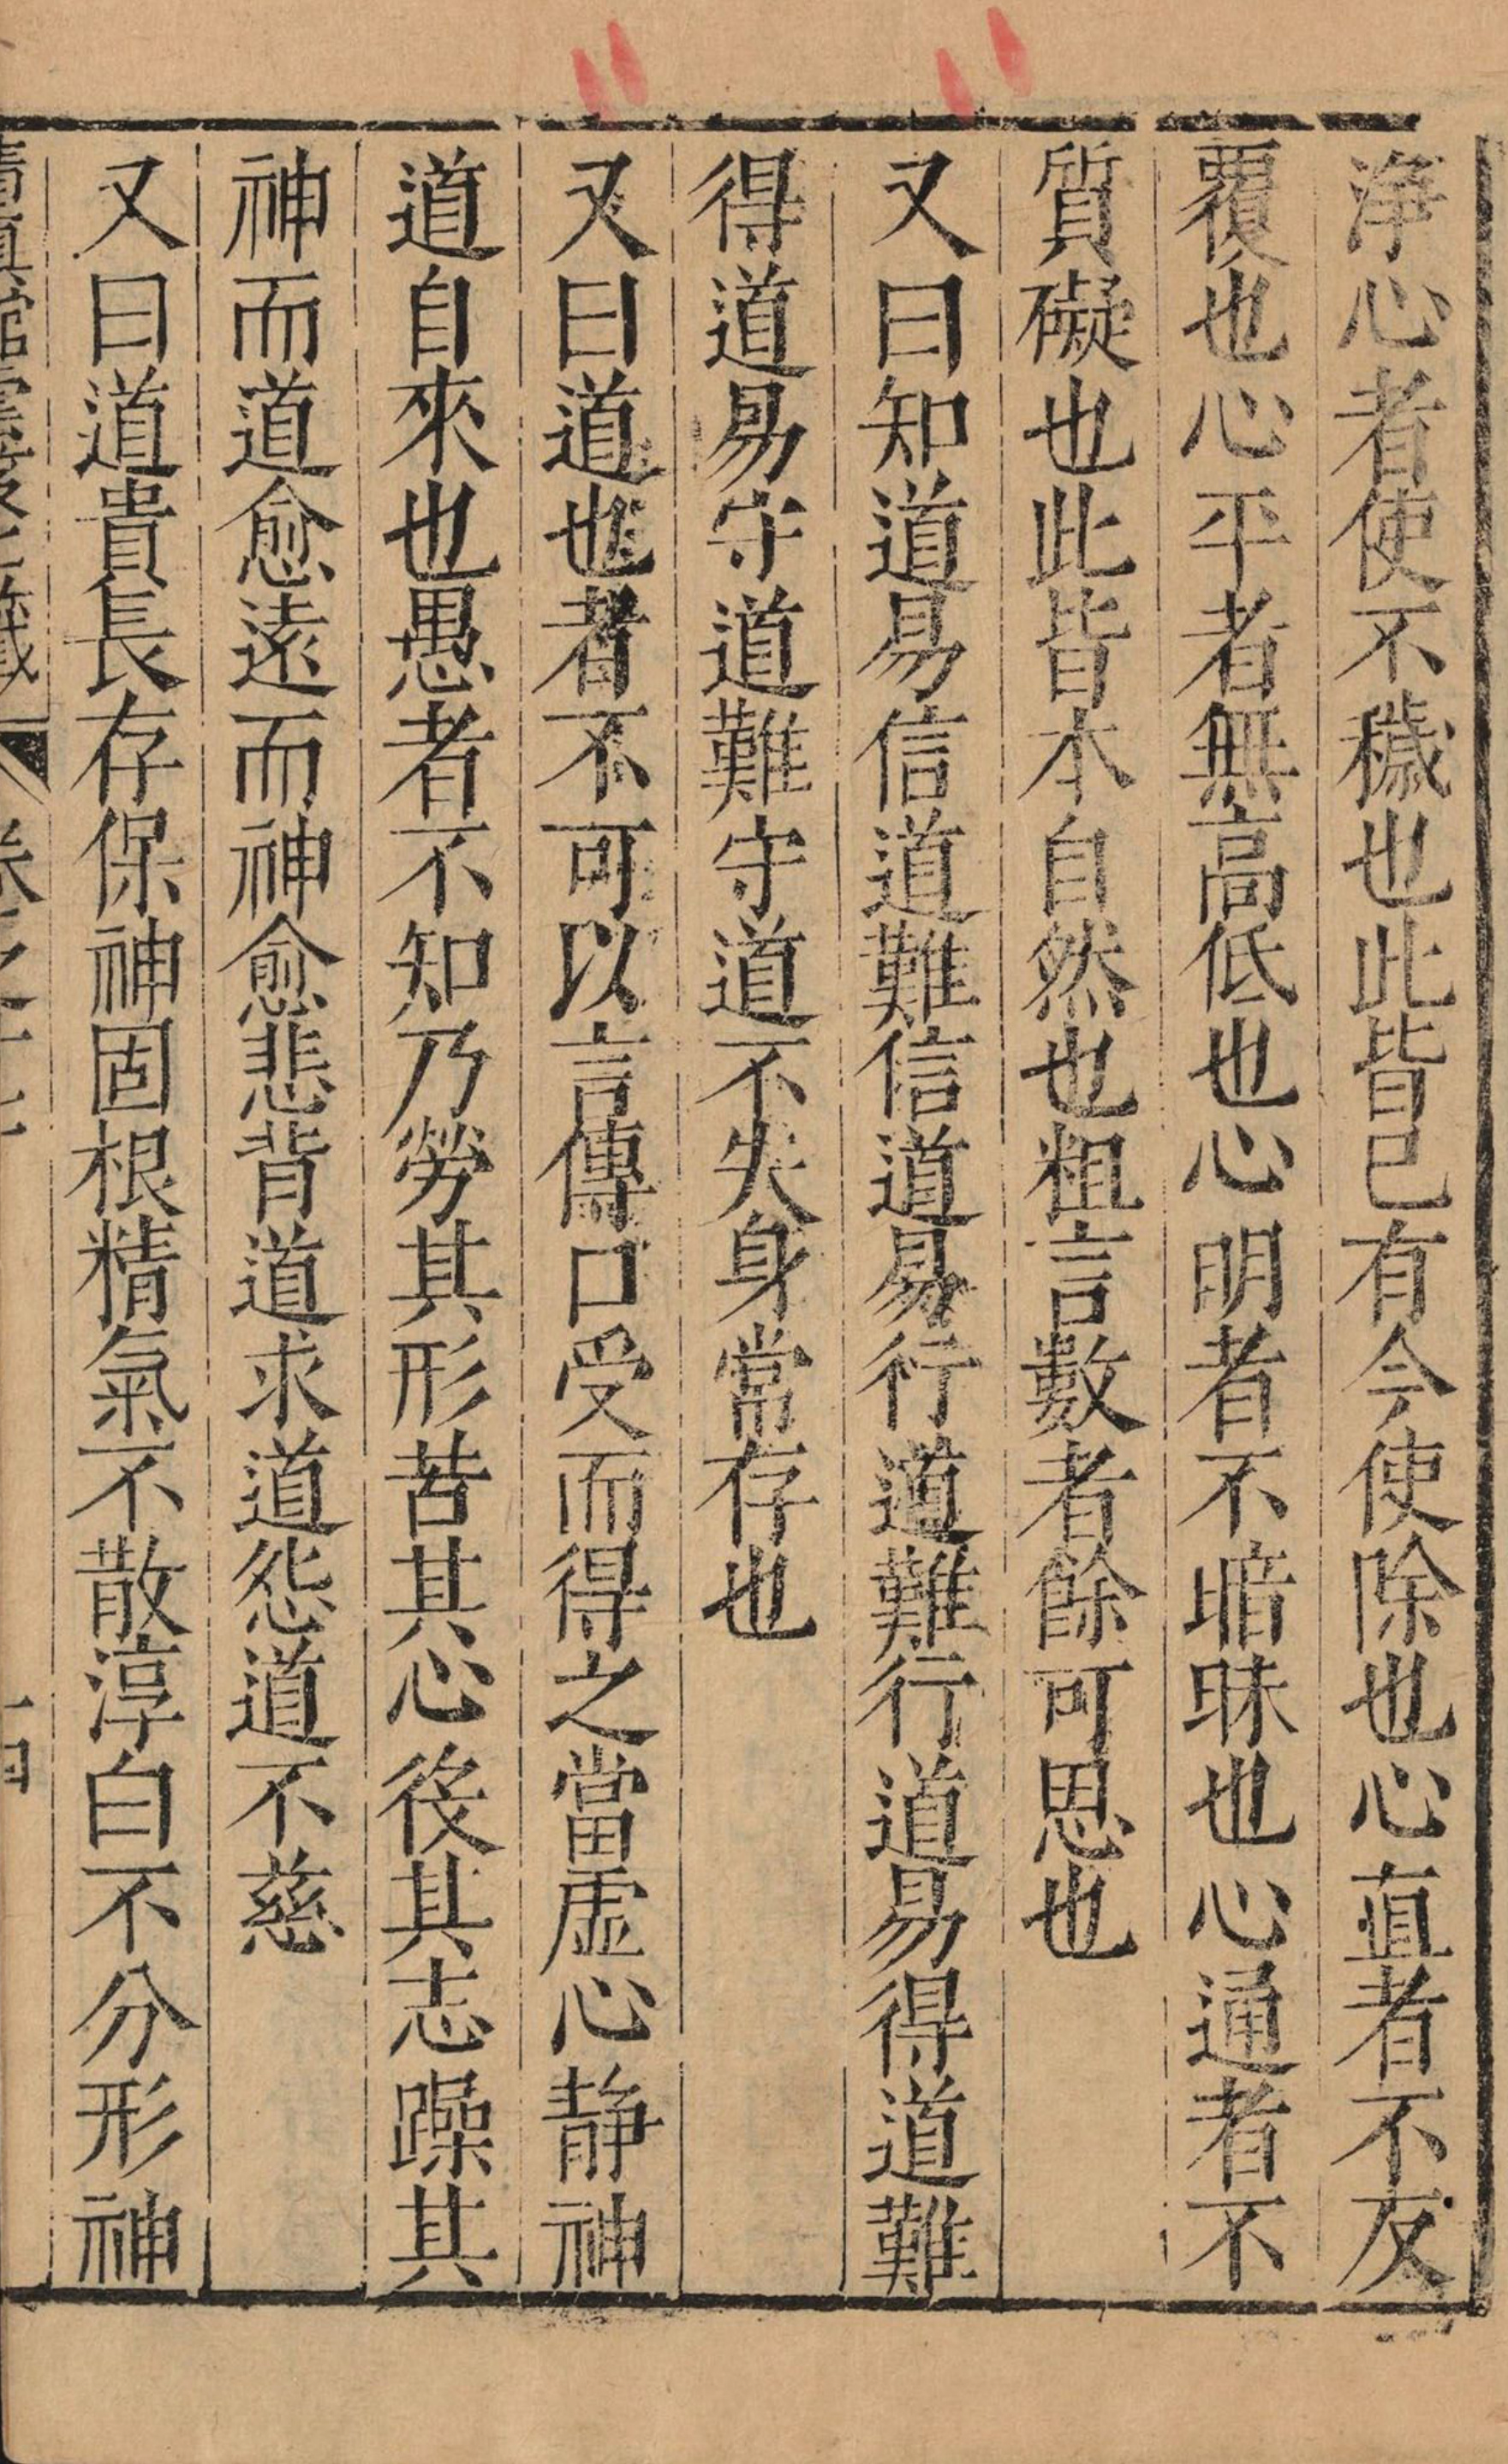 淨心者使不穢也此皆已有今使除也心直者不反
覆也心平者無高低也心明者不暗昧也心通者不
質礙也此皆本自然也粗言數者餘可思也
又曰知道易信道難信道易行道難行道易得道難
得道易守道難守道不失身常存也
又曰道也者不可以言傳口受而得之當虛心靜神
道自來也愚者不知乃勞其形苦其心役其志躁其
神而道愈遠而神愈悲背道求道怨道不慈
又曰道貴長存保神固根精氣不散淳白不分形神